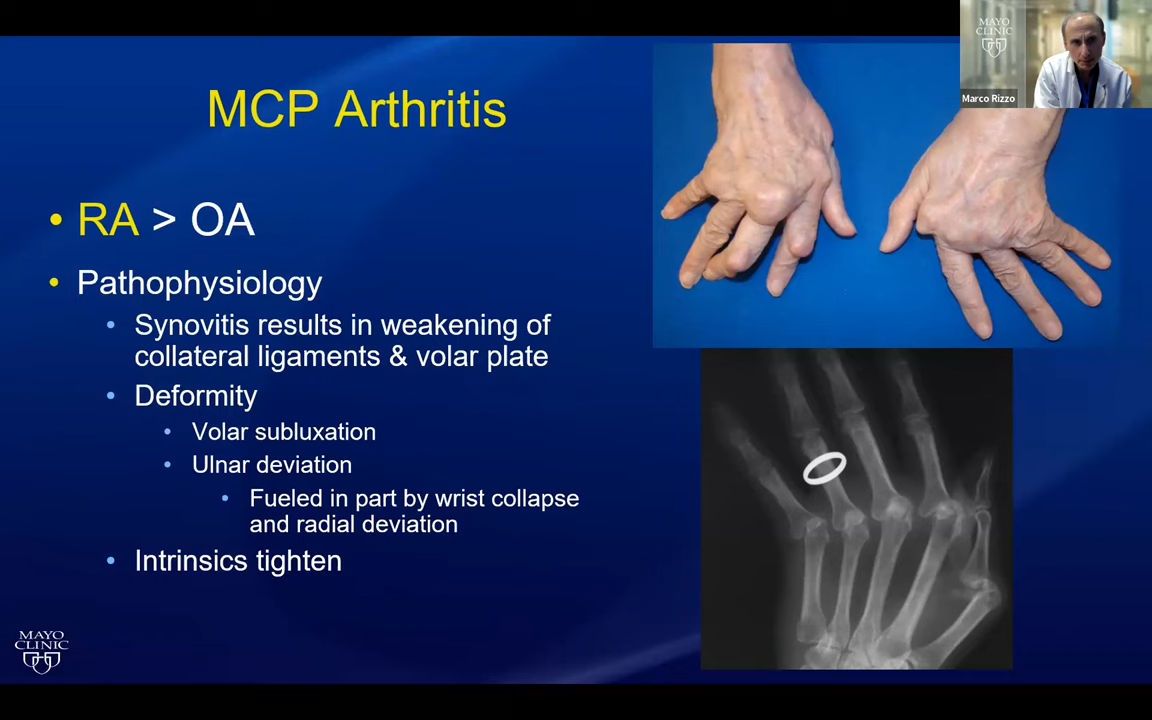 MCP Arthritis
• RA > OA
• Pathophysiology
• Synovitis results in weakening of
collateral ligaments & volar plate
• Deformity
• Volar subluxation
• Ulnar deviation
• Fueled in part by wrist collapse
and radial deviation
• Intrinsics tighten
MAYO
CLINIC
MAYO
CLINIC
Marco Rizzo